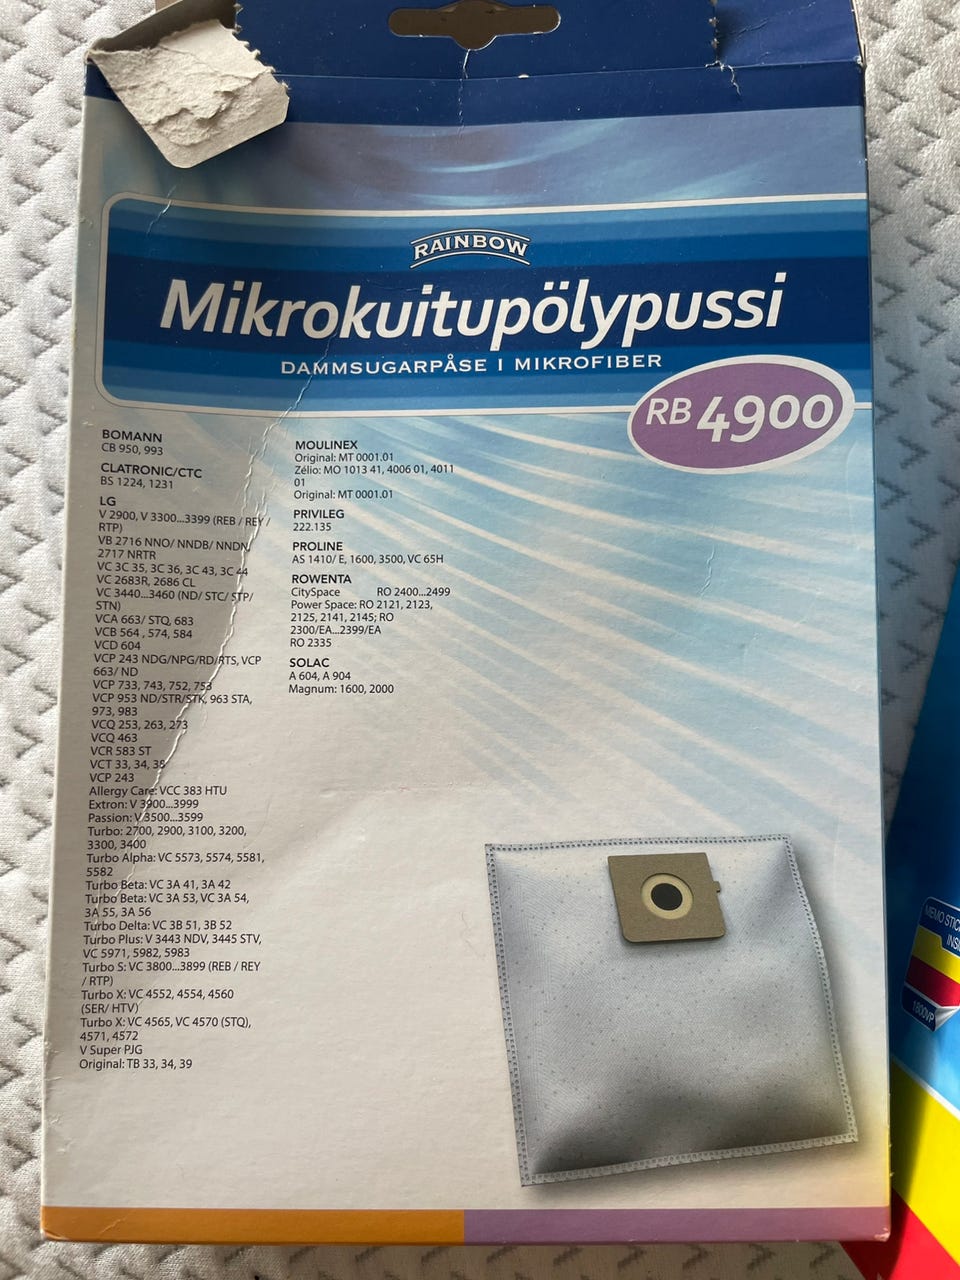 RAINBOW
Mikrokuitupölypussi
DAMMSUGARPÅSE I MIKROFIBER
RB 4900
BOMANN
CB 950, 993
CLATRONIC/CTC
BS 1224, 1231
LG
V 2900, V 3300...3399 (REB / REY /
RTP)
VB 2716 NNO/ NNDB/ NNDN,
2717 NRTR
VC 3C 35, 3C 36, 3C 43, 3C 44
VC 2683R, 2686 CL
VC 3440...3460 (ND/ STC/ STP/
STN)
VCA 663/ STQ, 683
VCB 564 , 574, 584
VCD 604
VCP 243 NDG/NPG/RD/RTS, VCP
663/ ND
VCP 733, 743, 752, 753
VCP 953 ND/STR/STK, 963 STA,
973, 983
VCQ 253, 263, 273
VCQ 463
VCR 583 ST
VCT 33, 34, 35
VCP 243
Allergy Care: VCC 383 HTU
Extron: V 3900...3999
Passion: V 3500...3599
Turbo: 2700, 2900, 3100, 3200,
3300, 3400
Turbo Alpha: VC 5573, 5574, 5581,
5582
Turbo Beta: VC 3A 41, 3A 42
Turbo Beta: VC 3A 53, VC 3A 54,
3A 55, 3A 56
Turbo Delta: VC 3B 51, 3B 52
Turbo Plus: V 3443 NDV, 3445 STV,
VC 5971, 5982, 5983
Turbo S: VC 3800...3899 (REB / REY
/ RTP)
Turbo X: VC 4552, 4554, 4560
(SER/ HTV)
Turbo X: VC 4565, VC 4570 (STQ),
4571, 4572
V Super PJG
Original: TB 33, 34, 39
MOULINEX
Original: MT 0001.01
Zélio: MO 1013 41, 4006 01, 4011
01
Original: MT 0001.01
PRIVILEG
222.135
PROLINE
AS 1410/ E, 1600, 3500, VC 65H
ROWENTA
CitySpace RO 2400...2499
Power Space: RO 2121, 2123,
2125, 2141, 2145; RO
2300/EA...2399/EA
RO 2335
SOLAC
A 604, A 904
Magnum: 1600, 2000
MEMO STIC
INSI
1800VP